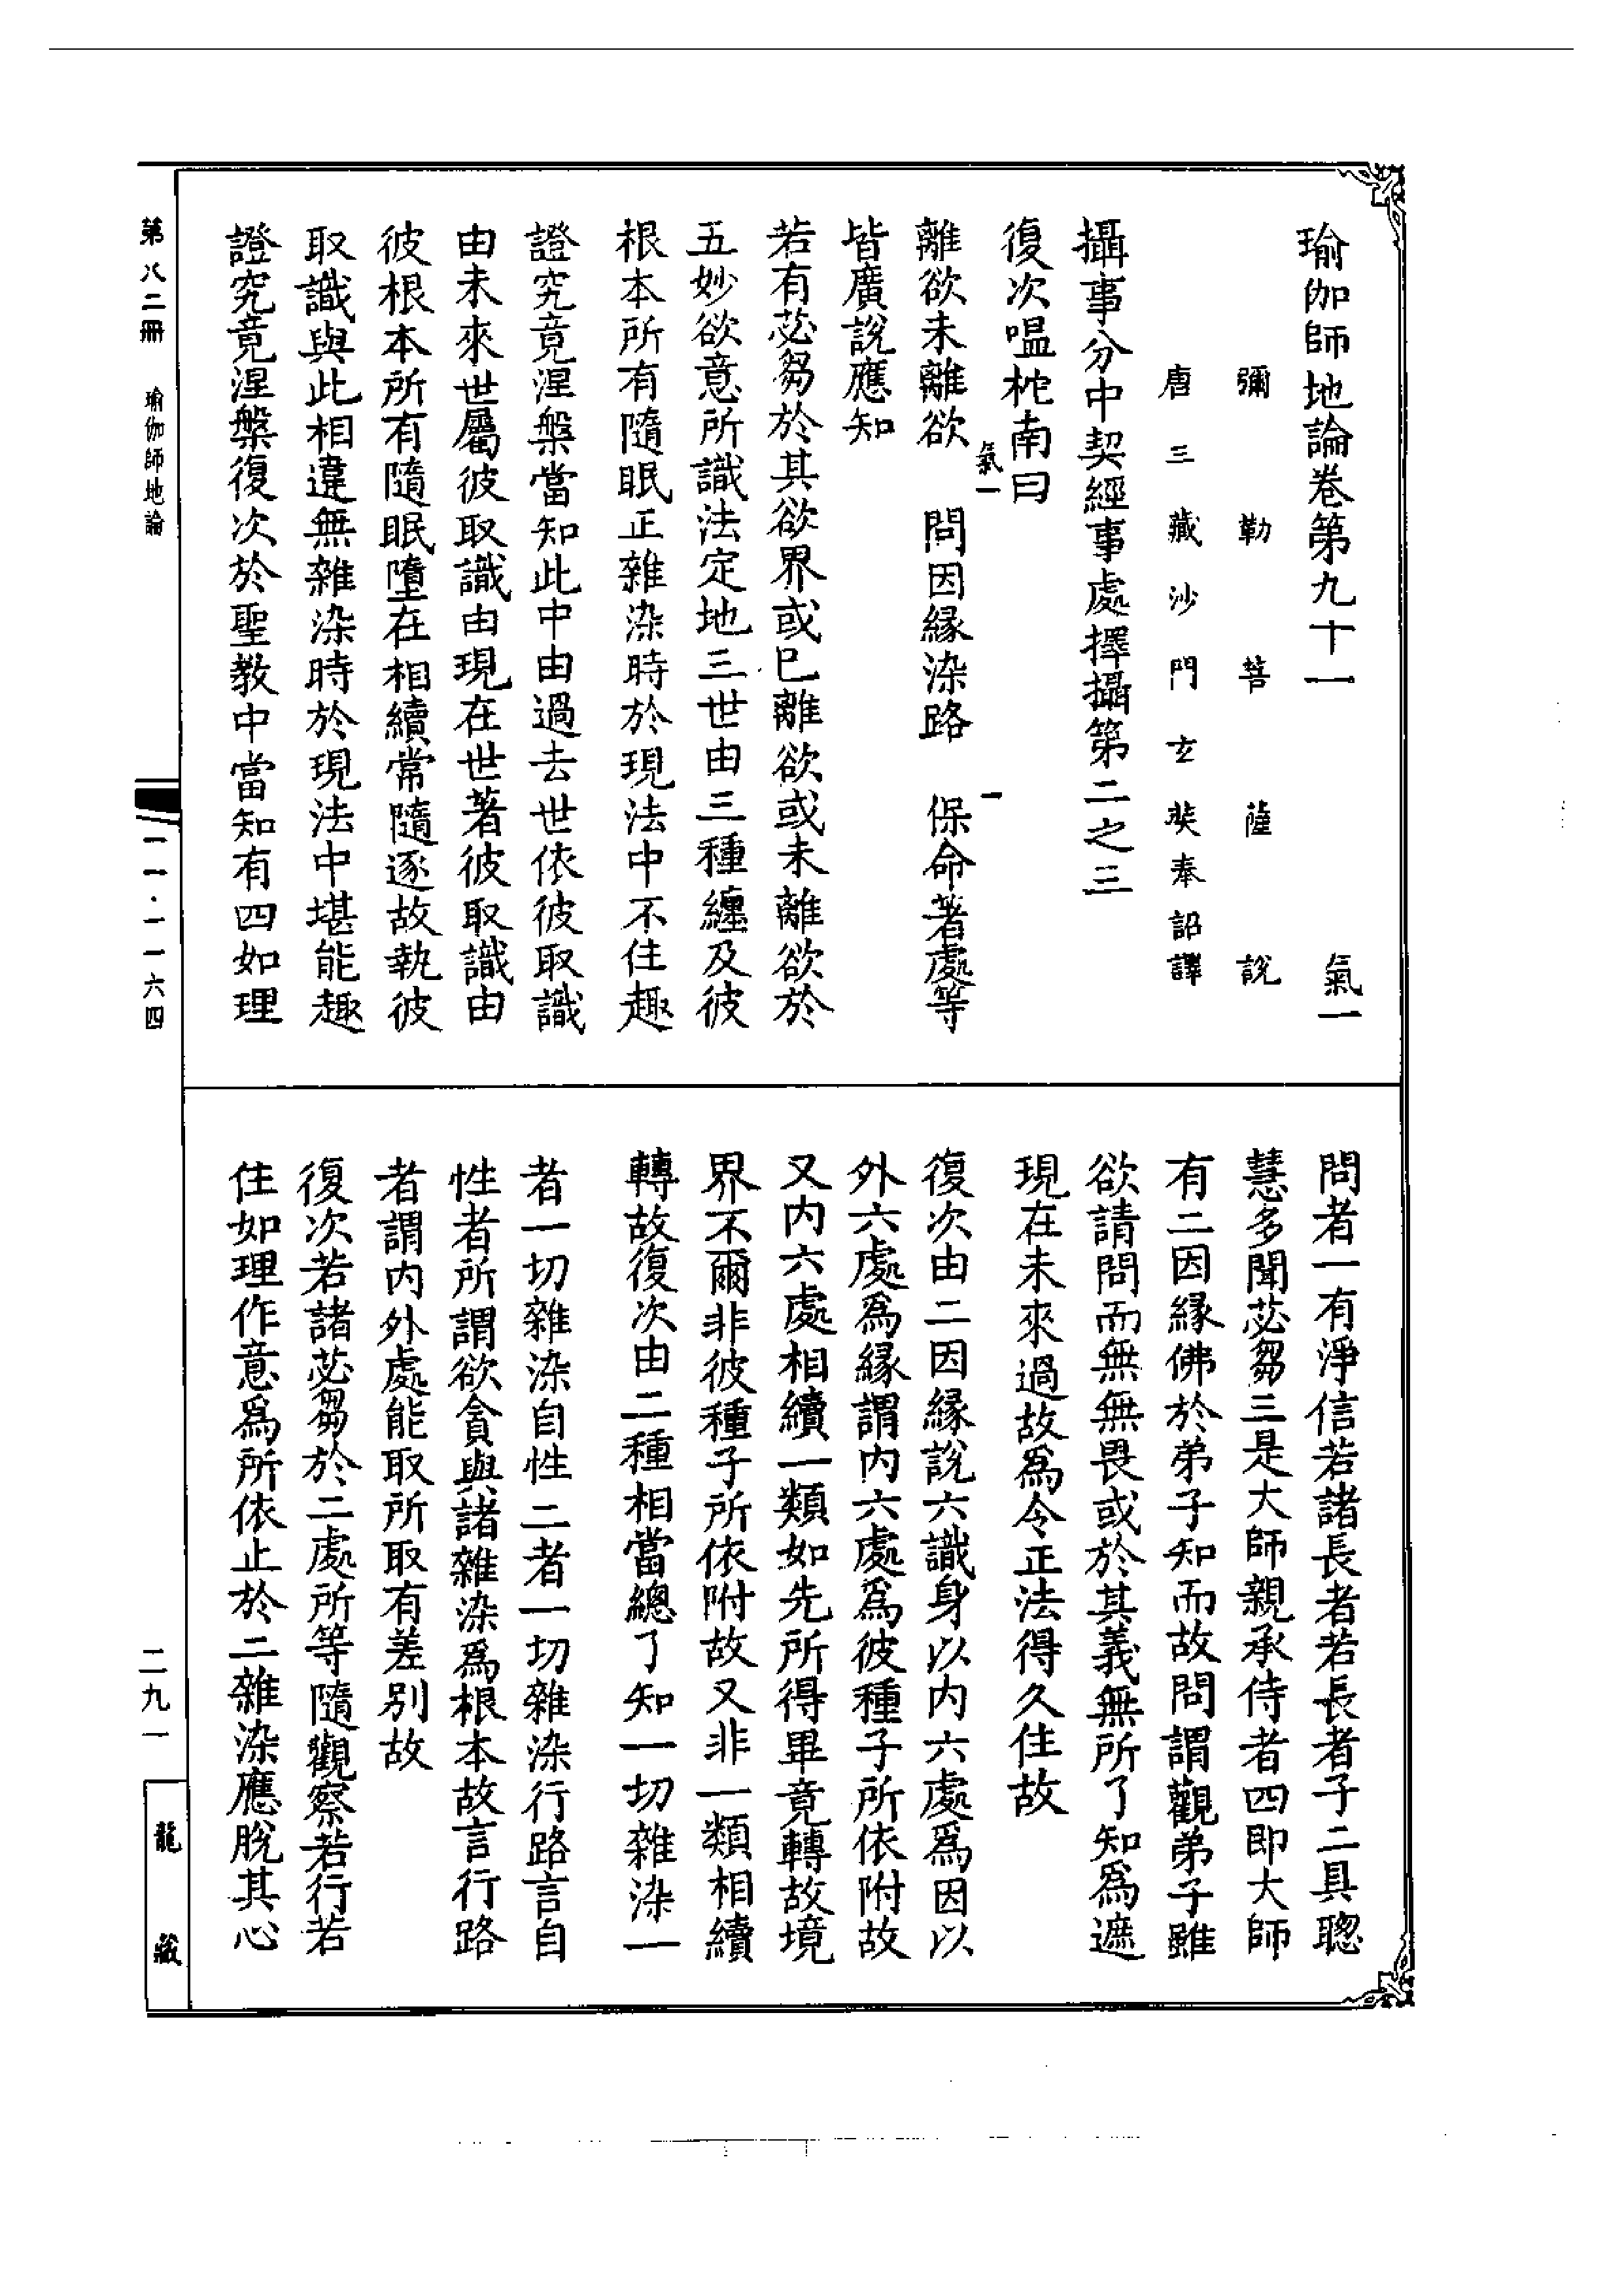 瑜伽師地論卷第九十一　氣一
彌勒菩薩說
唐三藏沙門玄奘奉詔譯
攝事分中契經事處擇攝第二之三
復次嗢柁南曰
氣一　一
離欲未離欲　問因緣染路　保命著處等
皆廣說應知
若有苾芻於其欲界或已離欲或未離欲於
五妙欲意所識法定地三世由三種纏及彼
根本所有隨眠正雜染時於現法中不住趣
證究竟涅槃當知此中由過去世依彼取識
由未來世屬彼取識由現在世著彼取識由
彼根本所有隨眠墮在相續常隨逐故執彼
取識與此相違無雜染時於現法中堪能趣
證究竟涅槃復次於聖教中當知有四如理
問者一有淨信若諸長者若長者子二具聰
慧多聞苾芻三是大師親承侍者四即大師
有二因緣佛於弟子知而故問謂觀弟子雖
欲請問而無無畏或於其義無所了知為遮
現在未來過故為令正法得久住故
復次由二因緣說六識身以內六處為因以
外六處為緣謂內六處為彼種子所依附故
又內六處相續一類如先所得畢竟轉故境
界不爾非彼種子所依附故又非一類相續
轉故復次由二種相當總了知一切雜染一
者一切雜染自性二者一切雜染行路言自
性者所謂欲貪與諸雜染為根本故言行路
者謂內外處能取所取有差別故
復次若諸苾芻於二處所等隨觀察若行若
住如理作意為所依止於二雜染應脫其心
第八二冊　瑜伽師地論
一一·一一六四
二九一
龍藏